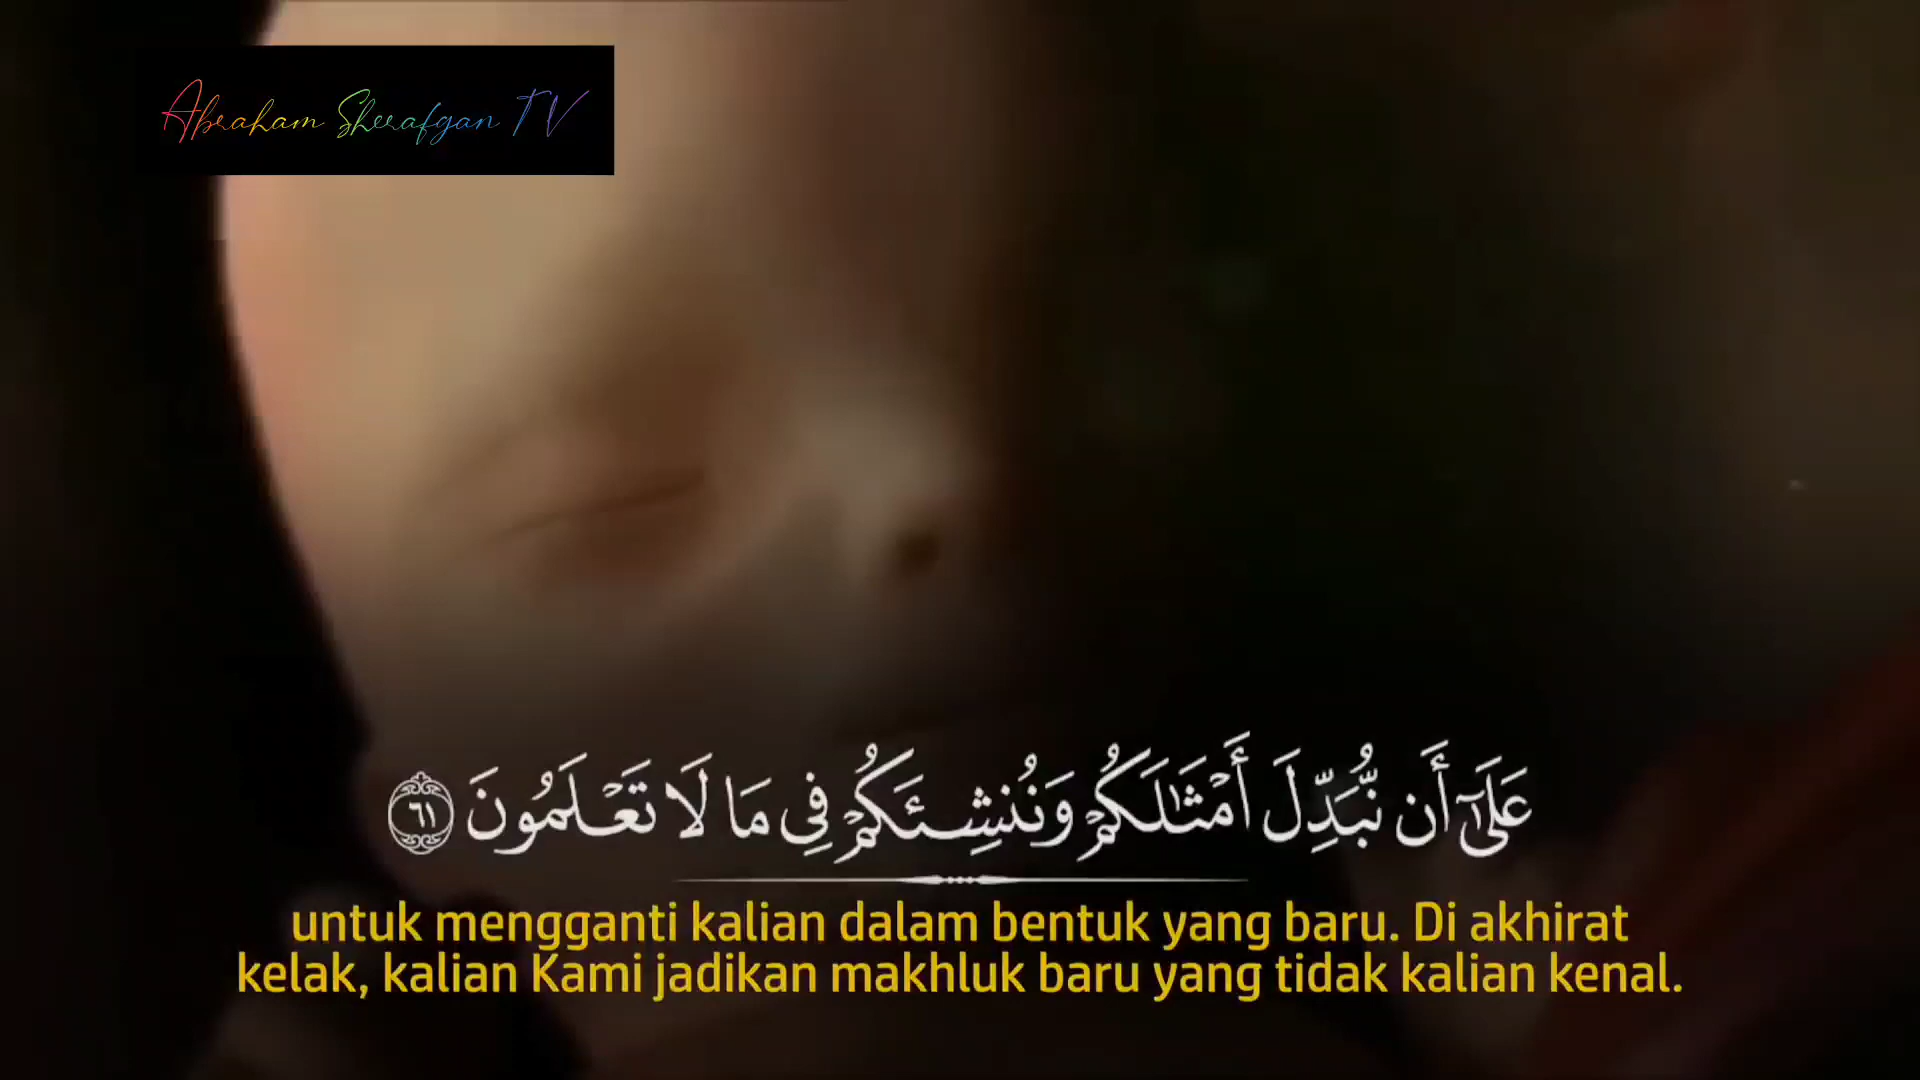 Abraham Sherafgan TV
عَلَىٰٓ أَن نُّبَدِّلَ أَمْثَـٰلَكُمْ وَنُنشِئَكُمْ فِى مَا لَا تَعْلَمُونَ ٦١
untuk mengganti kalian dalam bentuk yang baru. Di akhirat
kelak, kalian Kami jadikan makhluk baru yang tidak kalian kenal.